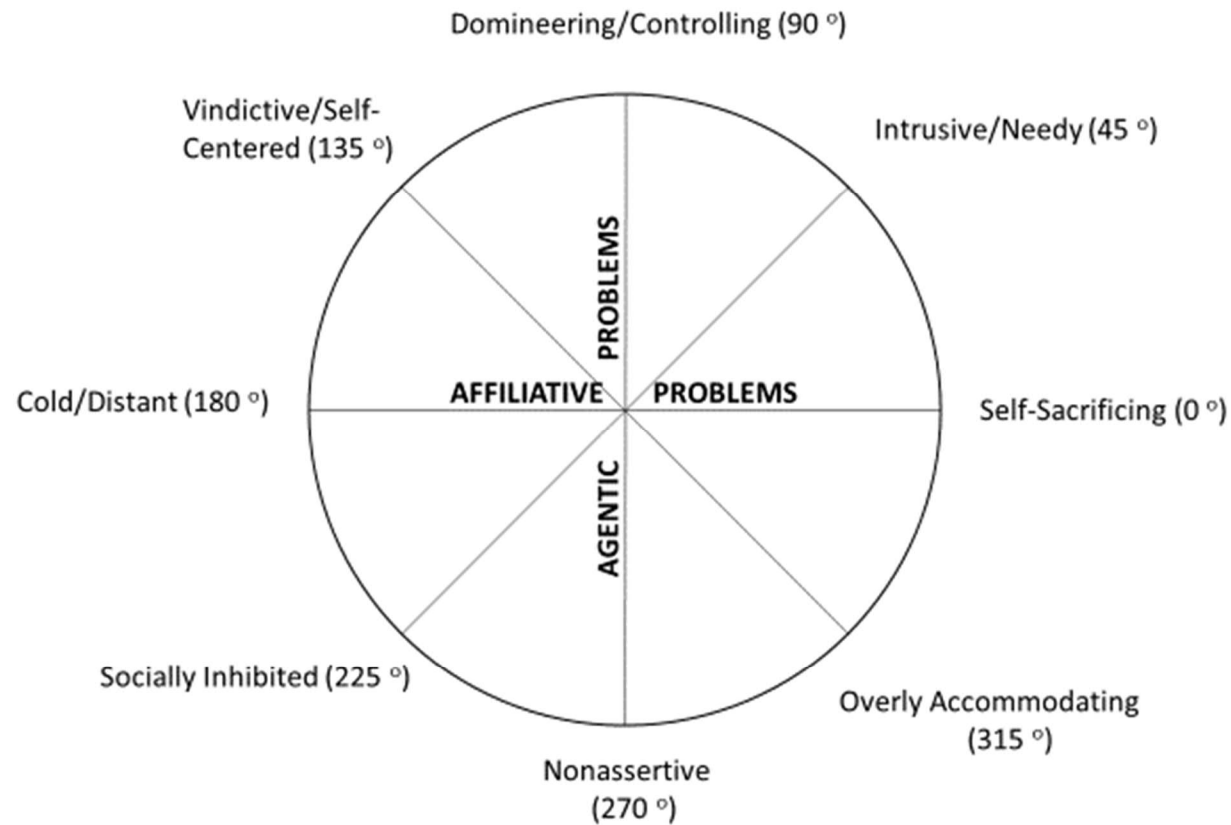 Domineering/Controlling (90 °)
Vindictive/Self-
Centered (135 °)
Intrusive/Needy (45 °)
PROBLEMS
AFFILIATIVE PROBLEMS
Cold/Distant (180 °)
Self-Sacrificing (0 °)
AGENTIC
Socially Inhibited (225 °)
Overly Accommodating
(315 °)
Nonassertive
(270 °)